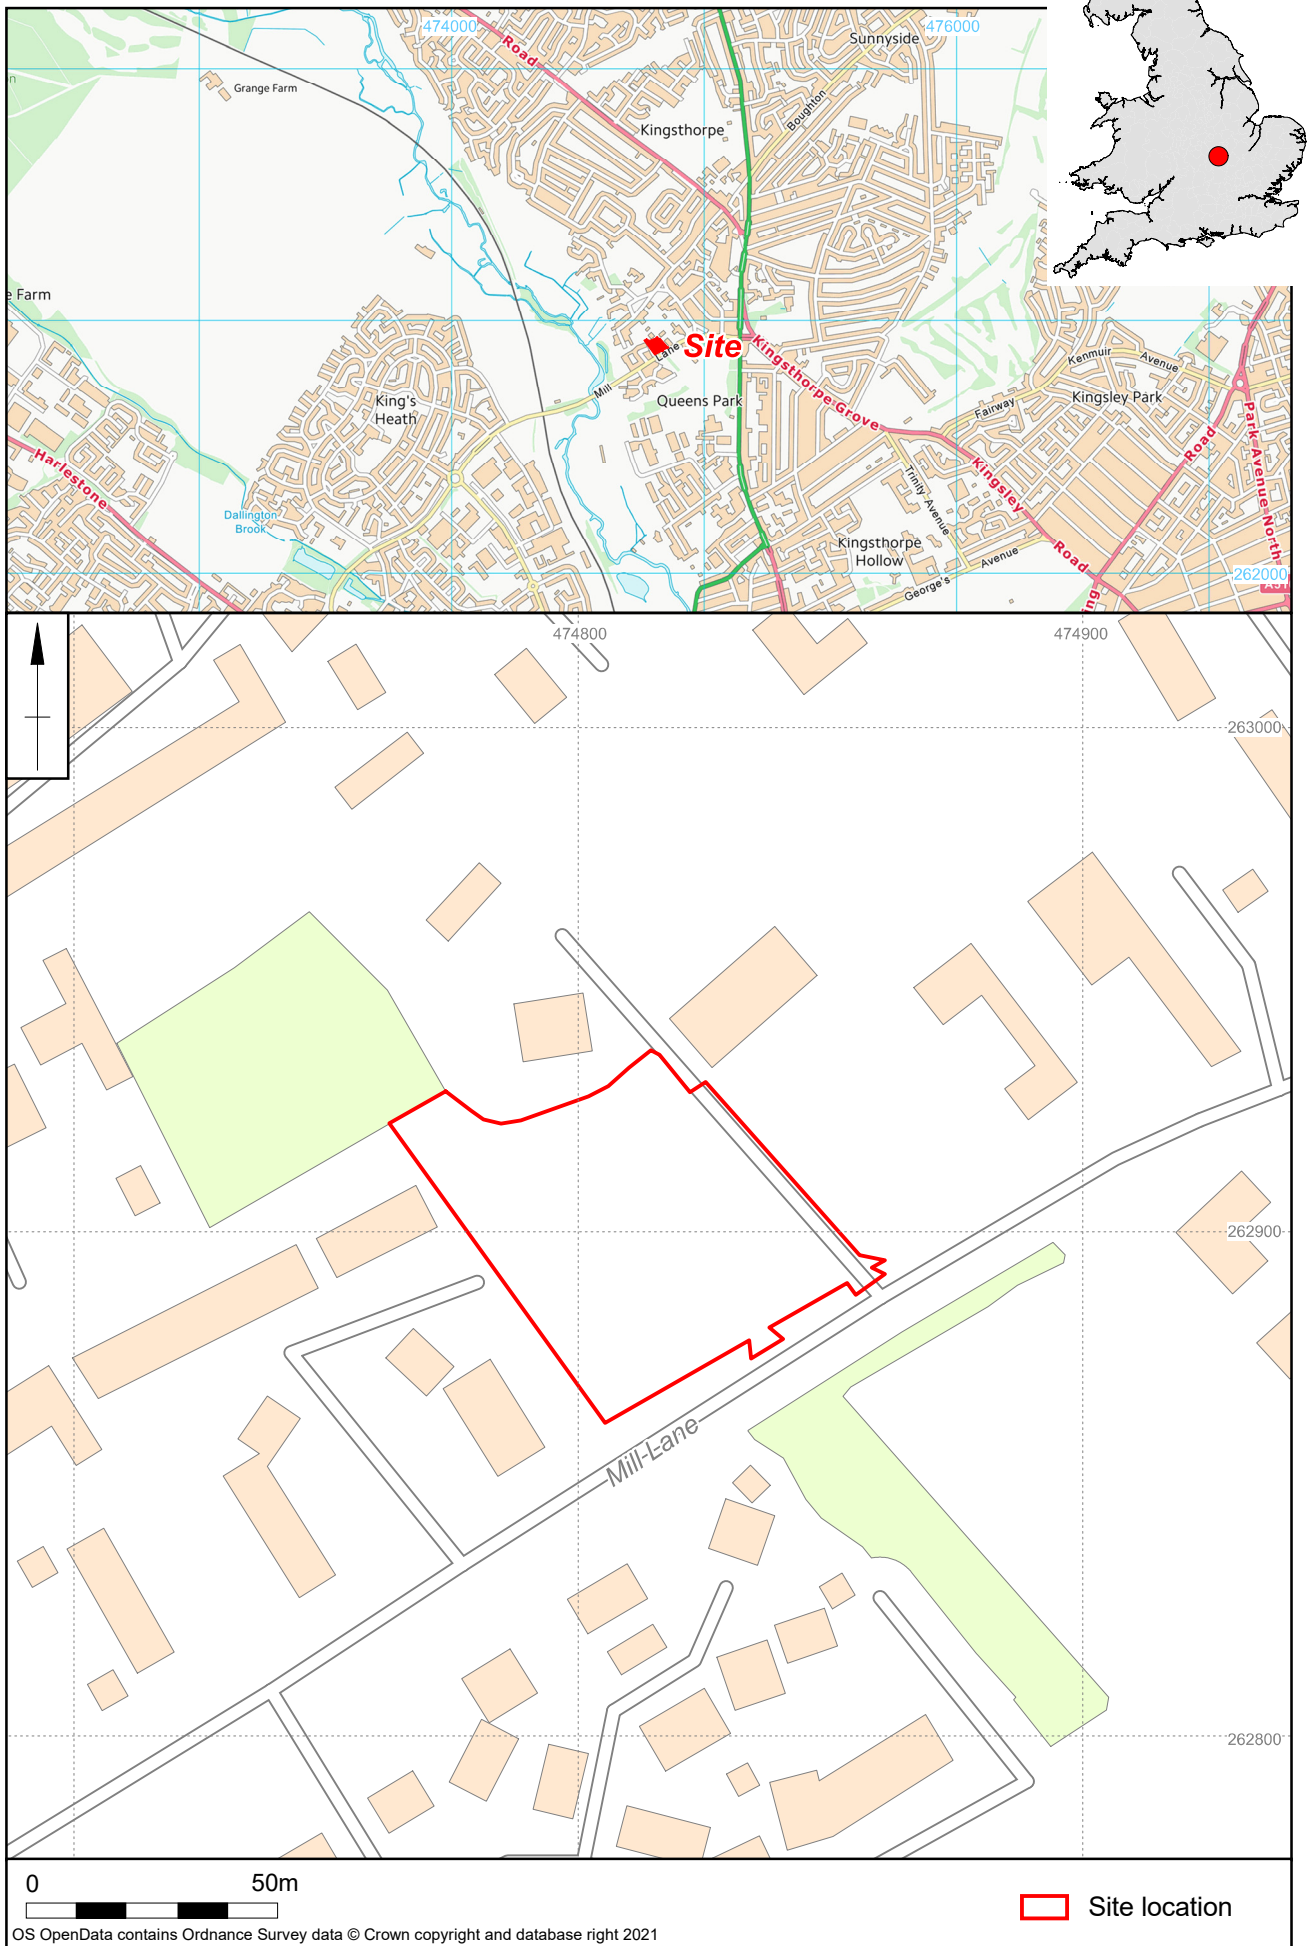 474000
476000
Sunnyside
Road
Grange Farm
n
Boughton
Kingsthorpe
e Farm
Site
Lane
Mill
Kingsthorpe Grove
Kenmuir Avenue
Kingsley Park
Queens Park
King's
Heath
Fairway
Road
Park Avenue North
Harlestone
Kingsley
Trinity Avenue
Dallington
Brook
Kingsthorpe
Hollow
Road
George's Avenue
262000
ing
474800
474900
263000
262900
Mill-Lane
262800
0 50m
Site location
OS OpenData contains Ordnance Survey data © Crown copyright and database right 2021